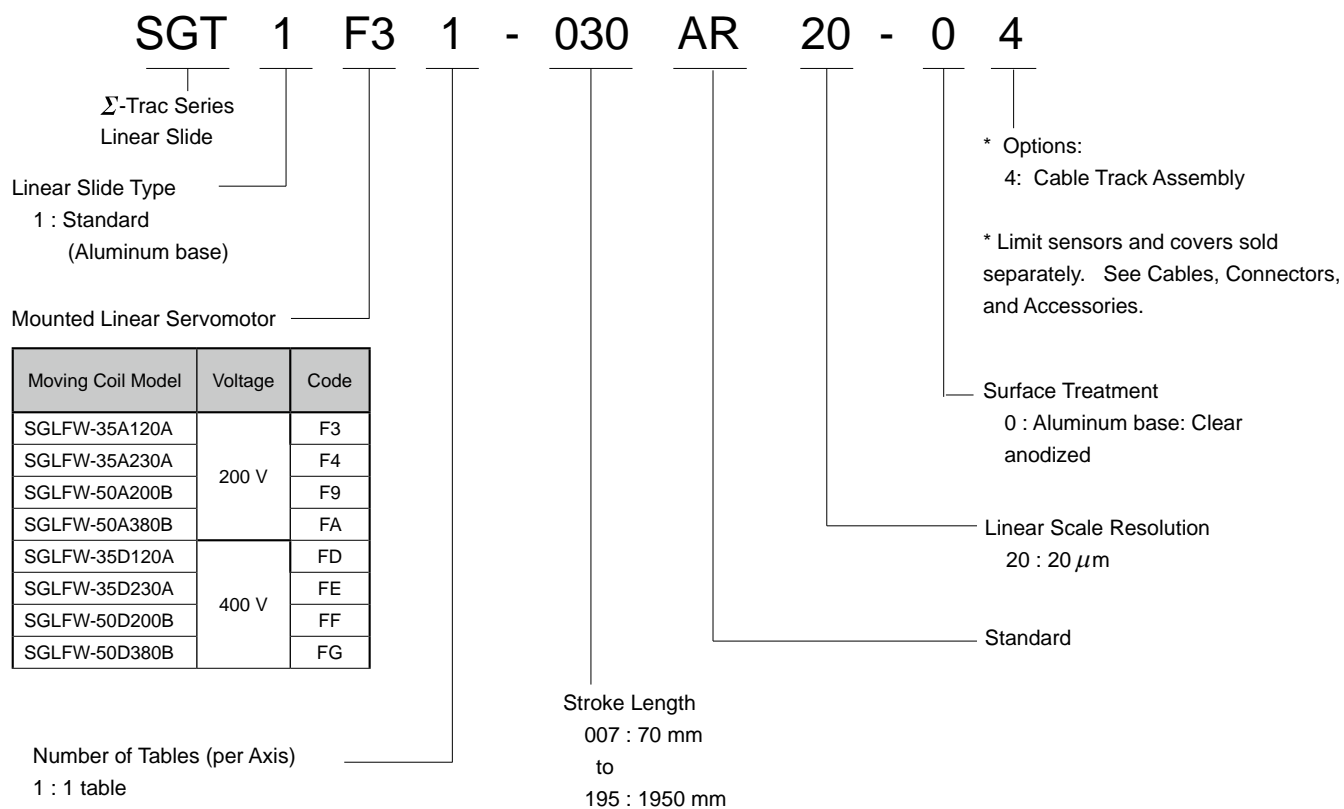 SGT 1 F3 1 - 030 AR 20 - 0 4
Σ-Trac Series
Linear Slide
Linear Slide Type
1 : Standard
(Aluminum base)
Mounted Linear Servomotor
Moving Coil Model Voltage Code
SGLFW-35A120A 200 V F3
SGLFW-35A230A F4
SGLFW-50A200B F9
SGLFW-50A380B FA
SGLFW-35D120A 400 V FD
SGLFW-35D230A FE
SGLFW-50D200B FF
SGLFW-50D380B FG
Number of Tables (per Axis)
1 : 1 table
Stroke Length
007 : 70 mm
to
195 : 1950 mm
Standard
Linear Scale Resolution
20 : 20 μm
Surface Treatment
0 : Aluminum base: Clear
anodized
* Options:
4: Cable Track Assembly
* Limit sensors and covers sold
separately. See Cables, Connectors,
and Accessories.